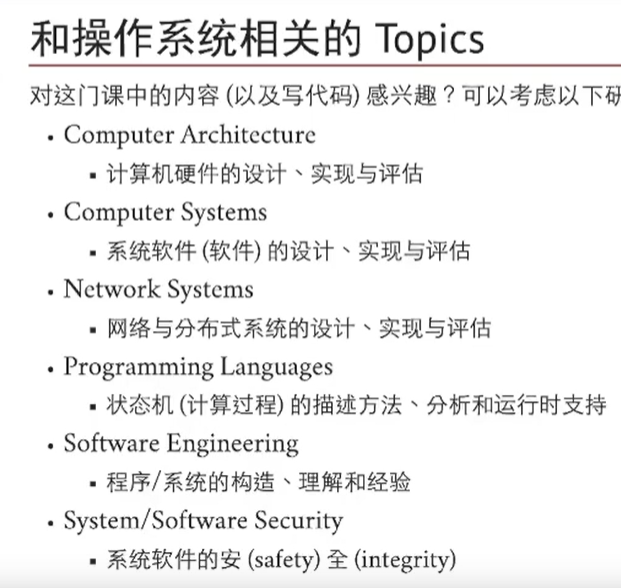 和操作系统相关的 Topics
对这门课中的内容 (以及写代码) 感兴趣？可以考虑以下研
• Computer Architecture
▪ 计算机硬件的设计、实现与评估
• Computer Systems
▪ 系统软件 (软件) 的设计、实现与评估
• Network Systems
▪ 网络与分布式系统的设计、实现与评估
• Programming Languages
▪ 状态机 (计算过程) 的描述方法、分析和运行时支持
• Software Engineering
▪ 程序/系统的构造、理解和经验
• System/Software Security
▪ 系统软件的安 (safety) 全 (integrity)